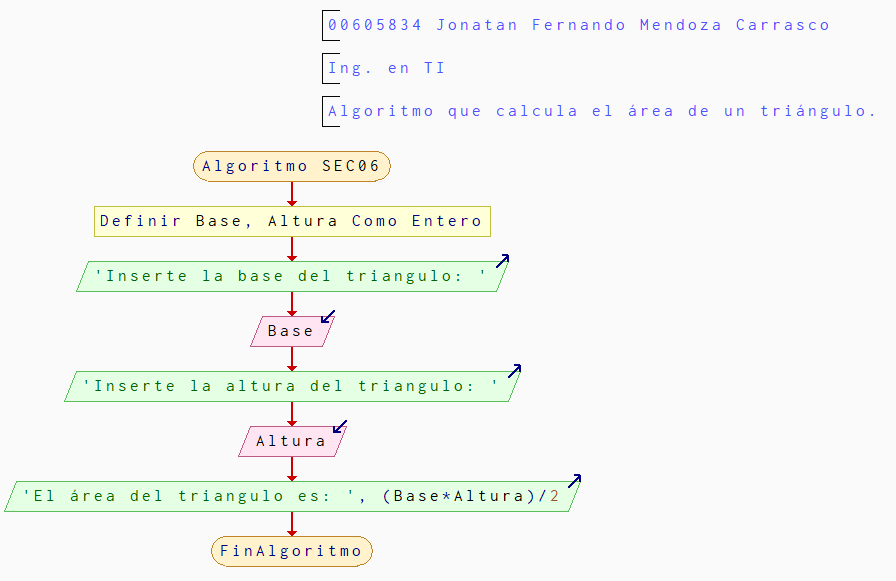 00605834 Jonatan Fernando Mendoza Carrasco
Ing. en TI
Algoritmo que calcula el área de un triángulo.
Algoritmo SEC06
Definir Base, Altura Como Entero
'Inserte la base del triangulo: '
Base
'Inserte la altura del triangulo: '
Altura
'El área del triangulo es: ', (Base*Altura)/2
FinAlgoritmo